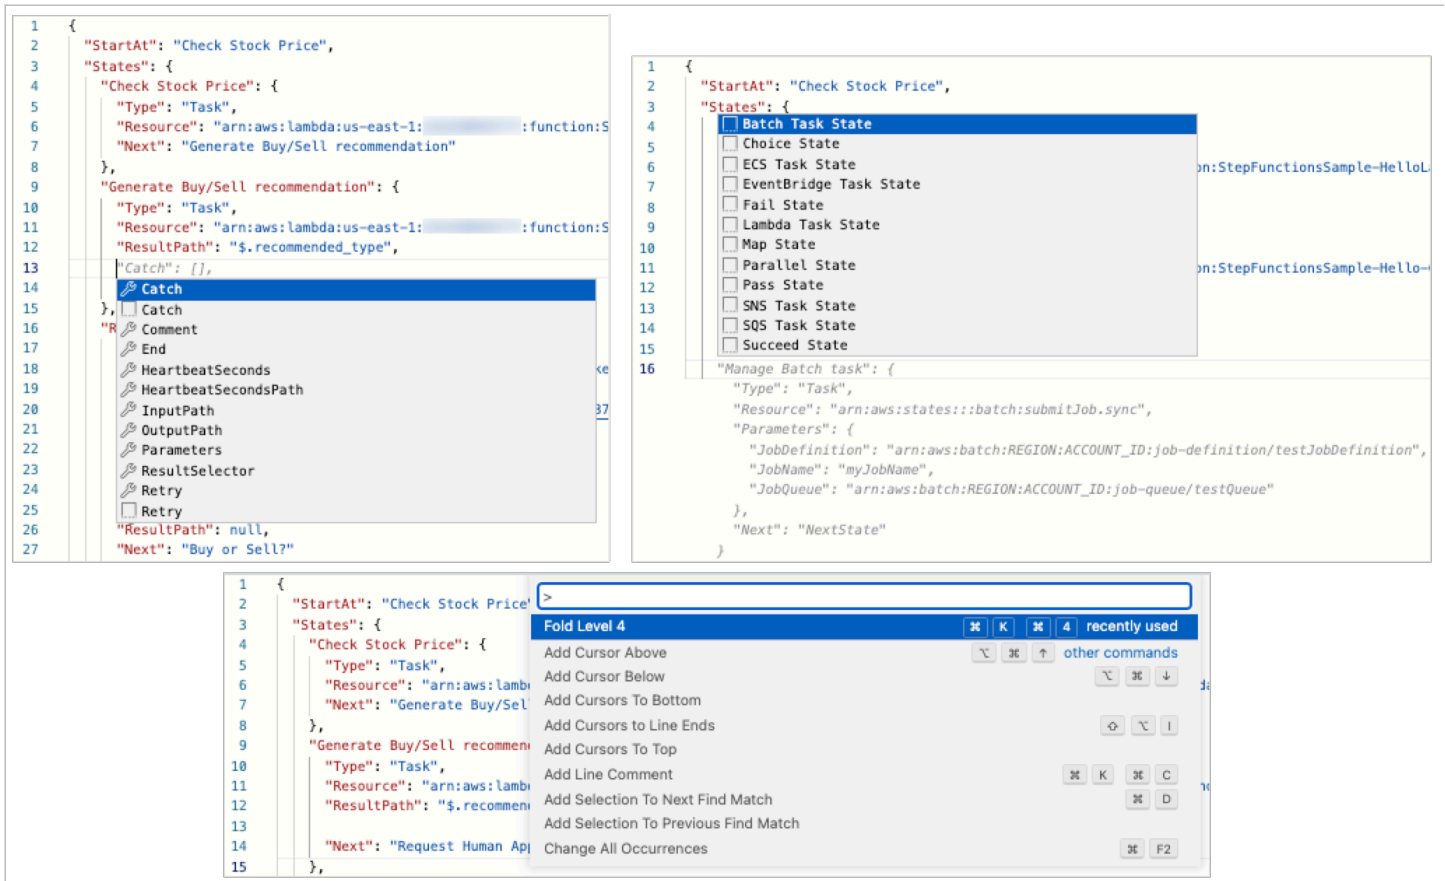 1 {
2 "StartAt": "Check Stock Price",
3 "States": {
4 "Check Stock Price": {
5 "Type": "Task",
6 "Resource": "arn:aws:lambda:us-east-1: :function:S
7 "Next": "Generate Buy/Sell recommendation"
8 },
9 "Generate Buy/Sell recommendation": {
10 "Type": "Task",
11 "Resource": "arn:aws:lambda:us-east-1: :function:S
12 "ResultPath": "$.recommended_type",
13 "Catch": [],
14 Catch
15 }, Catch
16 "R Comment
17 End
18 HeartbeatSeconds ke
19 HeartbeatSecondsPath
20 InputPath 37
21 OutputPath
22 Parameters
23 ResultSelector
24 Retry
25 Retry
26 "ResultPath": null,
27 "Next": "Buy or Sell?"
1 {
2 "StartAt": "Check Stock Price",
3 "States": {
4 Batch Task State
5 Choice State
6 ECS Task State on:StepFunctionsSample-HelloL
7 EventBridge Task State
8 Fail State
9 Lambda Task State
10 Map State
11 Parallel State on:StepFunctionsSample-Hello-
12 Pass State
13 SNS Task State
14 SQS Task State
15 Succeed State
16 "Manage Batch task": {
"Type": "Task",
"Resource": "arn:aws:states:::batch:submitJob.sync",
"Parameters": {
"JobDefinition": "arn:aws:batch:REGION:ACCOUNT_ID:job-definition/testJobDefinition",
"JobName": "myJobName",
"JobQueue": "arn:aws:batch:REGION:ACCOUNT_ID:job-queue/testQueue"
},
"Next": "NextState"
}
1 {
2 "StartAt": "Check Stock Price"
3 "States": {
4 "Check Stock Price": {
5 "Type": "Task",
6 "Resource": "arn:aws:lamb
7 "Next": "Generate Buy/Sel
8 },
9 "Generate Buy/Sell recommen
10 "Type": "Task",
11 "Resource": "arn:aws:lamb
12 "ResultPath": "$.recommen
13
14 "Next": "Request Human Ap
15 },
>
Fold Level 4 ⌘ K ⌘ 4 recently used
Add Cursor Above ⌥ ⌘ ↑ other commands
Add Cursor Below ⌥ ⌘ ↓
Add Cursors To Bottom
Add Cursors to Line Ends ⇧ ⌥ I
Add Cursors To Top
Add Line Comment ⌘ K ⌘ C
Add Selection To Next Find Match ⌘ D
Add Selection To Previous Find Match
Change All Occurrences ⌘ F2